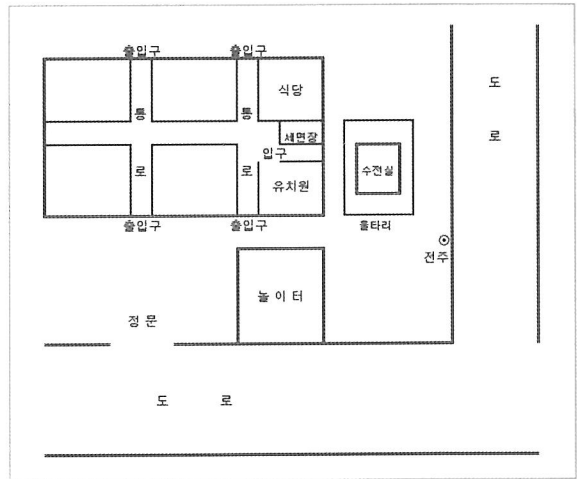 출입구 출입구
식당
도
통 통
로
세면장
입구
수전실
로 로
유치원
출입구 출입구
울타리
전주
놀 이 터
정 문
도 로